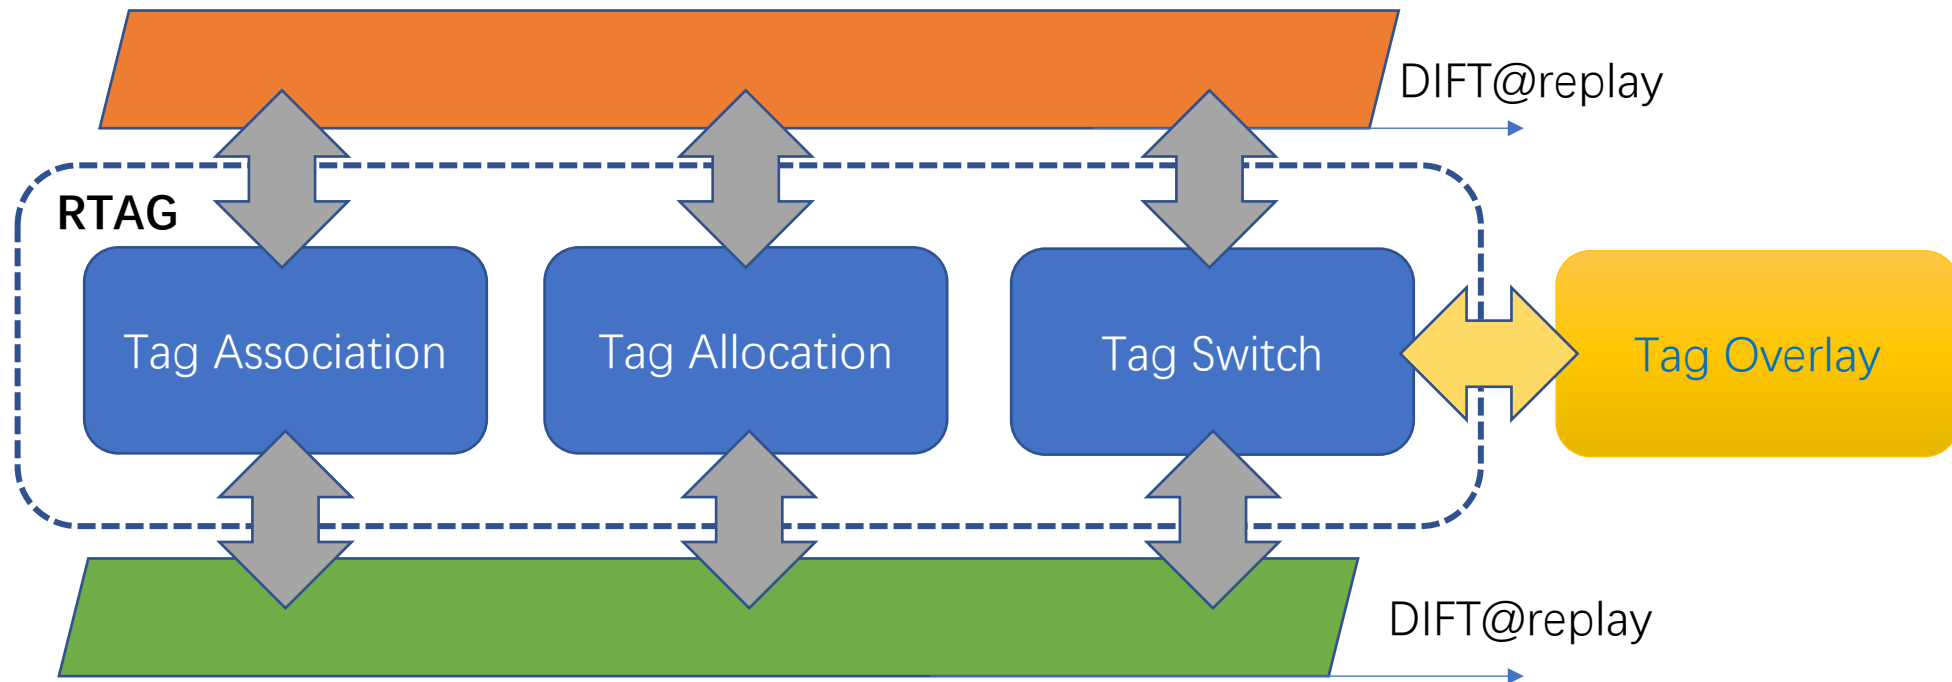 DIFT@replay
RTAG
Tag Association
Tag Allocation
Tag Switch
Tag Overlay
DIFT@replay